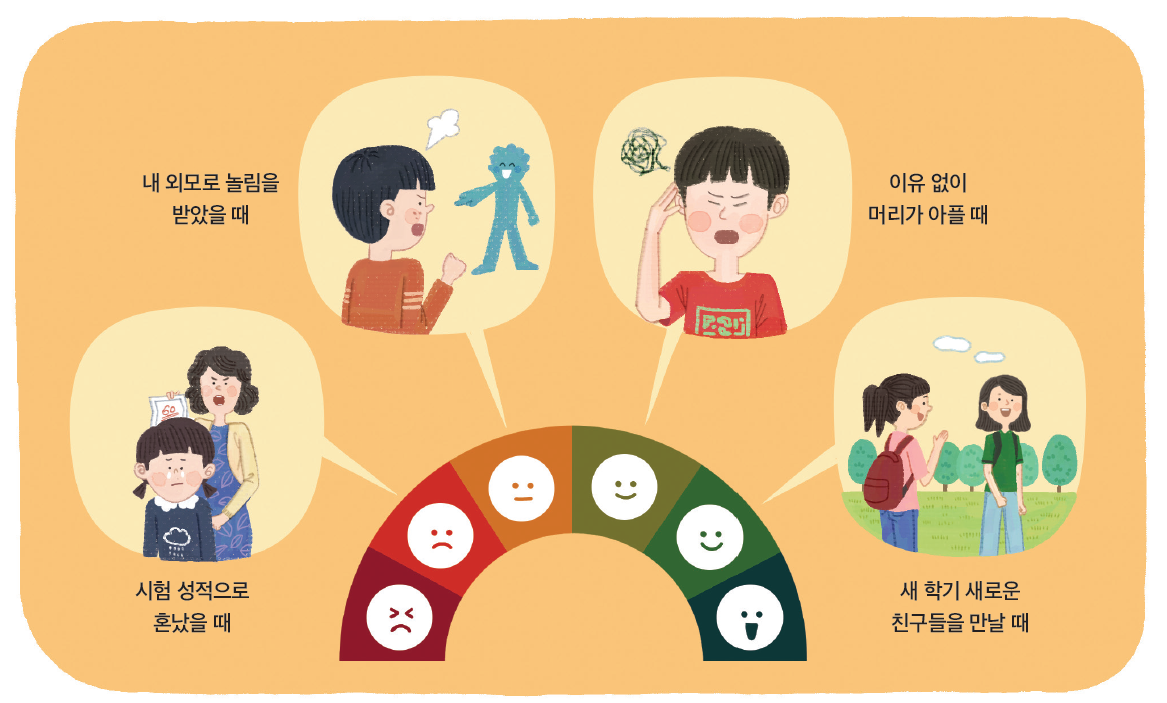 내 외모로 놀림을
받았을 때
이유 없이
머리가 아플 때
60
시험 성적으로
혼났을 때
새 학기 새로운
친구들을 만날 때